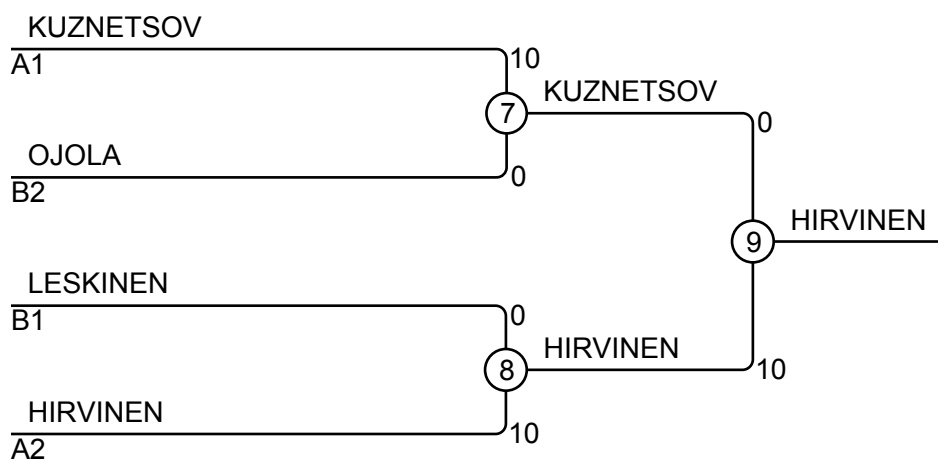 KUZNETSOV
A1
10
7
KUZNETSOV
0
OJOLA
B2
0
9
HIRVINEN
LESKINEN
B1
0
8
HIRVINEN
10
HIRVINEN
A2
10